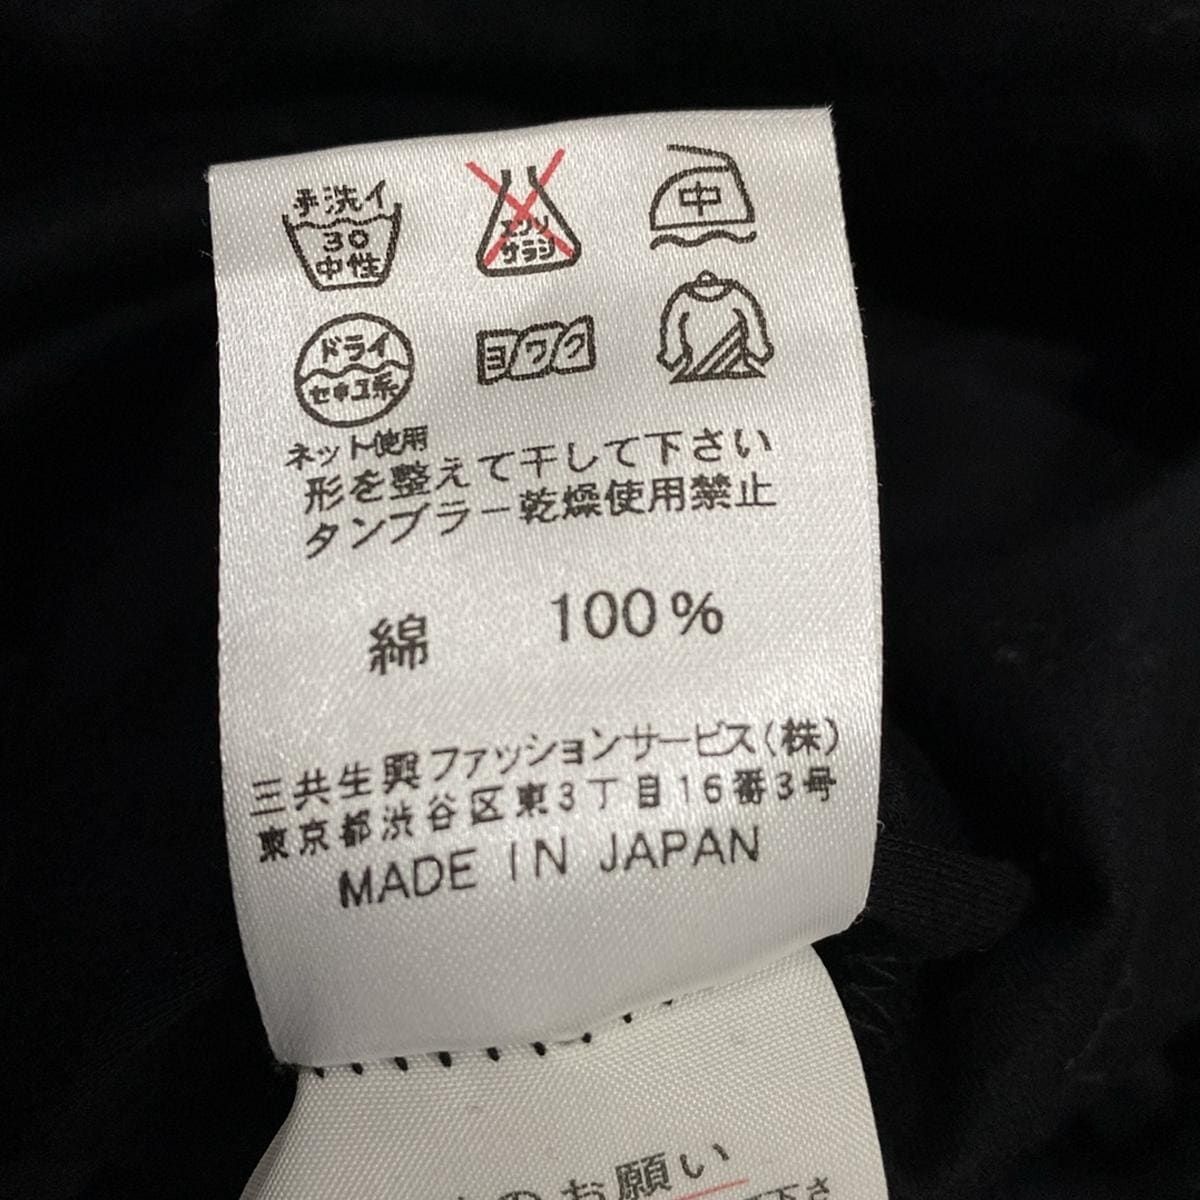 手洗イ
30
中性
エンソ
サラシ
中
ドライ
セキユ系
ヨワク
ネット使用
形を整えて干して下さい
タンブラー乾燥使用禁止
綿 100%
三共生興ファッションサービス(株)
東京都渋谷区東3丁目16番3号
MADE IN JAPAN
のお願い
下さ